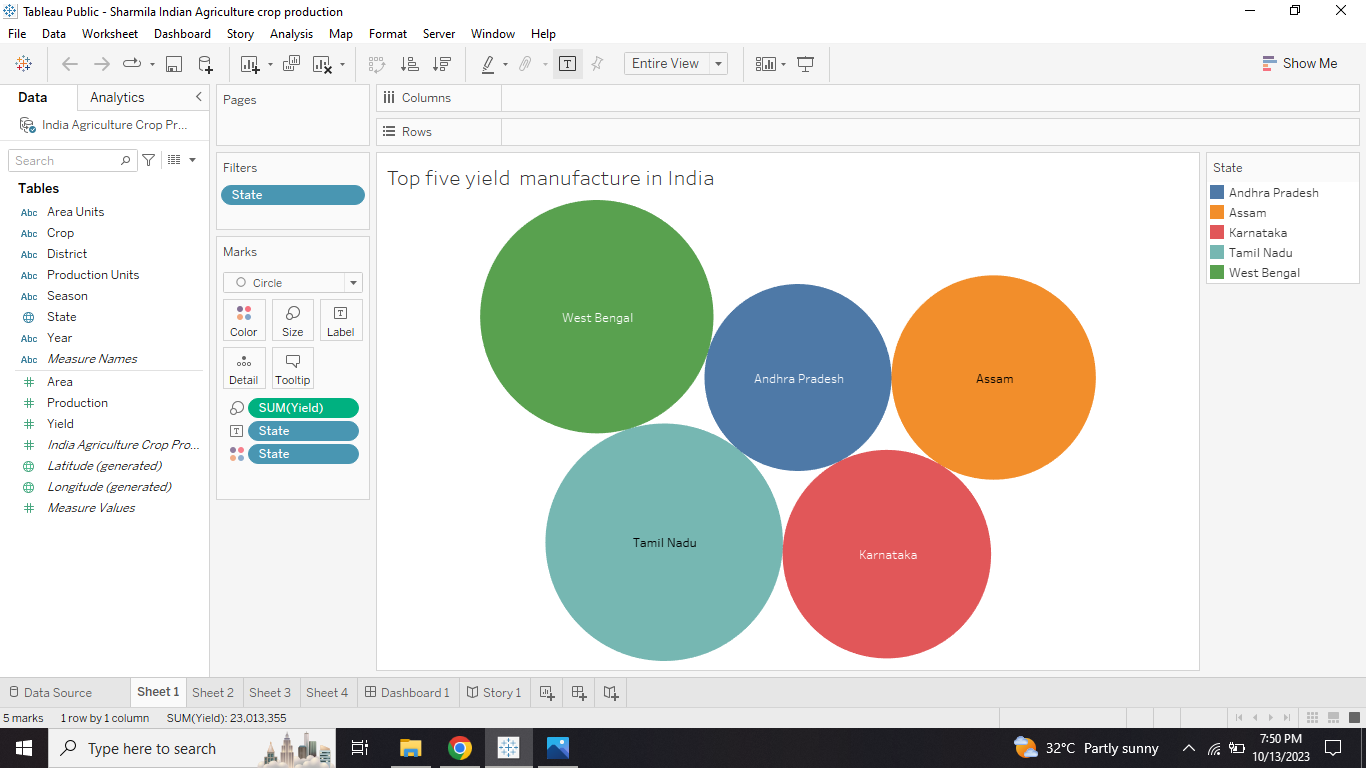 Tableau Public - Sharmila Indian Agriculture crop production
File Data Worksheet Dashboard Story Analysis Map Format Server Window Help
Entire View
Show Me
Data Analytics
India Agriculture Crop Pr...
Search
Tables
Abc Area Units
Abc Crop
Abc District
Abc Production Units
Abc Season
State
Abc Year
Abc Measure Names
# Area
# Production
# Yield
# India Agriculture Crop Pro...
Latitude (generated)
Longitude (generated)
# Measure Values
Pages
Filters
State
Marks
Circle
Color Size T Label
Detail Tooltip
SUM(Yield)
T State
State
Columns
Rows
Top five yield  manufacture in India
West Bengal
Andhra Pradesh
Assam
Tamil Nadu
Karnataka
State
Andhra Pradesh
Assam
Karnataka
Tamil Nadu
West Bengal
Data Source Sheet 1 Sheet 2 Sheet 3 Sheet 4 Dashboard 1 Story 1
5 marks 1 row by 1 column SUM(Yield): 23,013,355
Type here to search
32°C Partly sunny
7:50 PM
10/13/2023